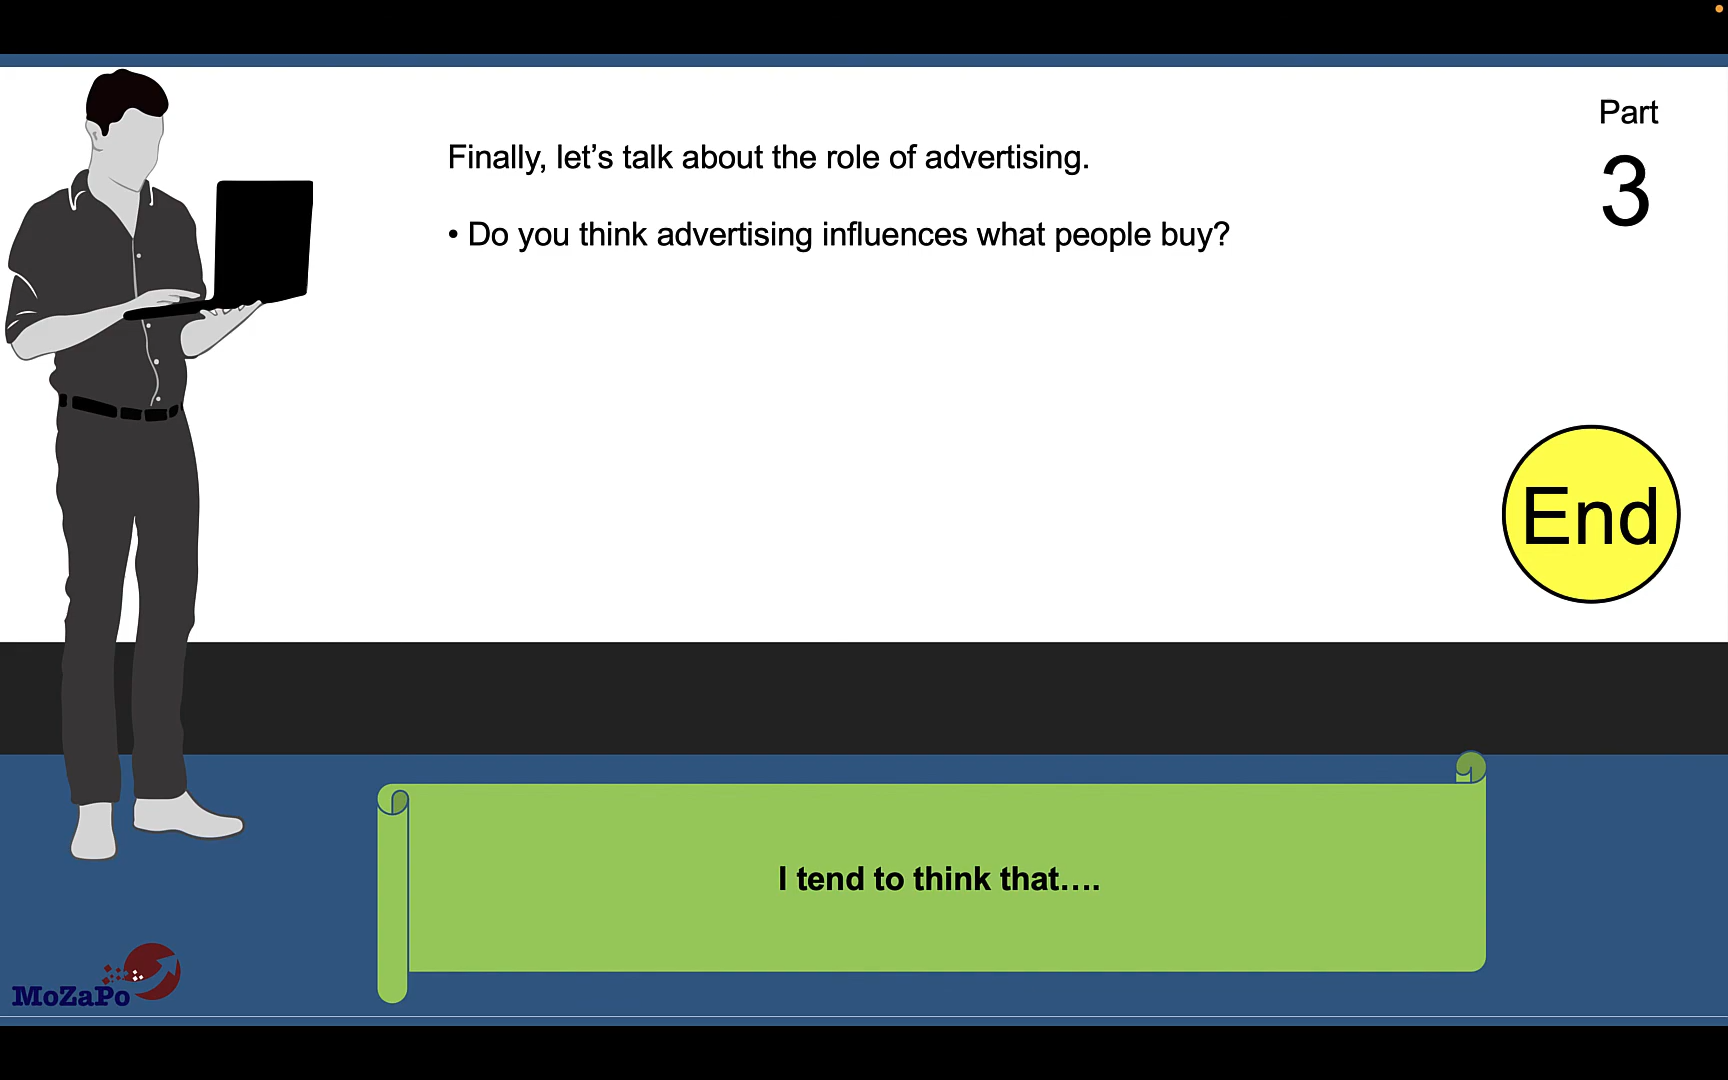 Part
3
Finally, let’s talk about the role of advertising.
• Do you think advertising influences what people buy?
End
I tend to think that....
MoZaPo